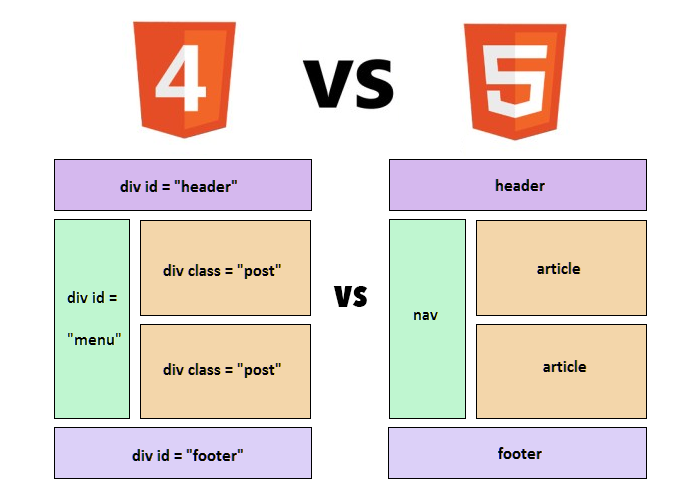 4 VS 5
div id = "header"
div id =
"menu"
div class = "post"
div class = "post"
div id = "footer"
VS
header
nav
article
article
footer